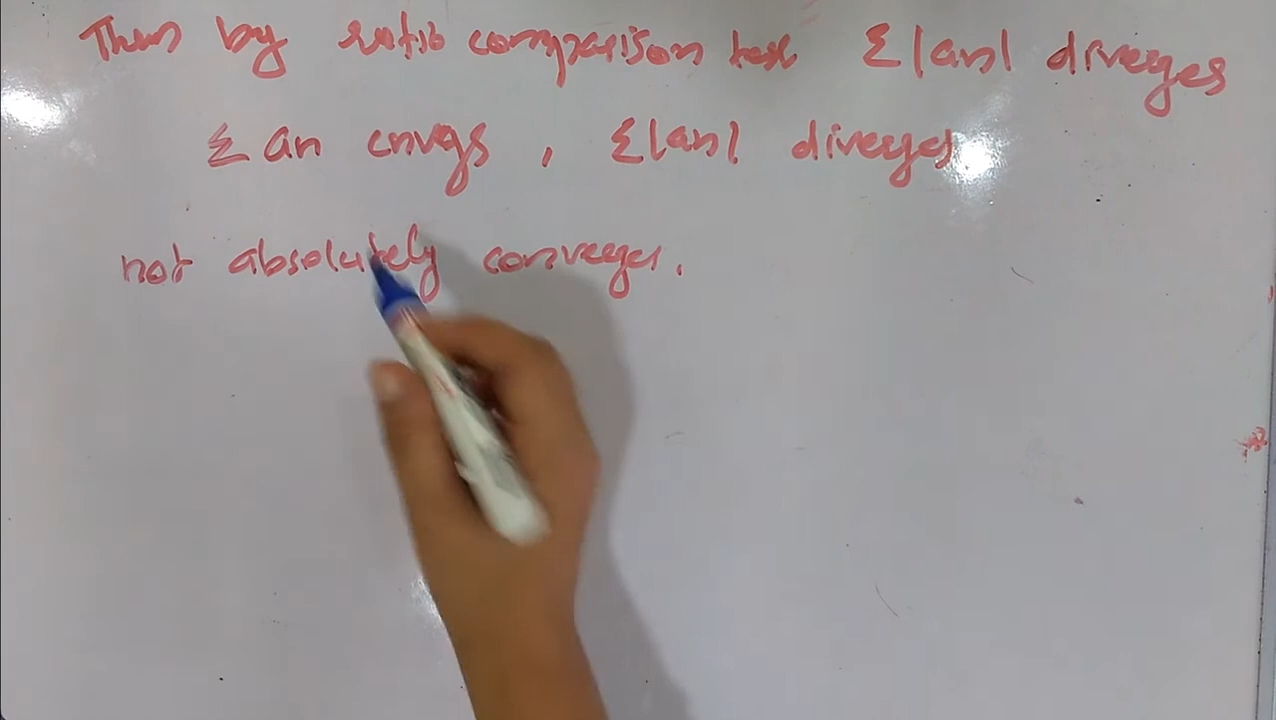 Then by ratio comparison test Σ|an| diverges
Σ an cnvgs , Σ|an| diverges
not absolutely converges.